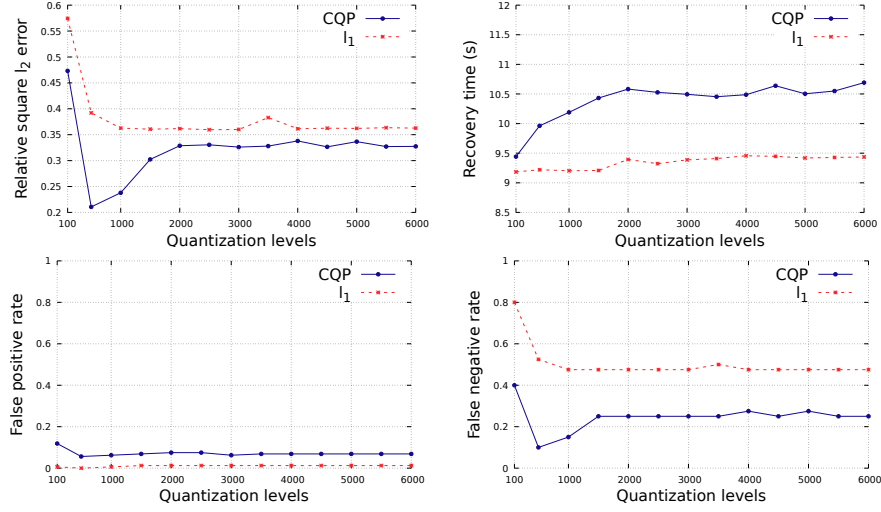 Relative square l2 error
0.6
0.55
0.5
0.45
0.4
0.35
0.3
0.25
0.2
100 1000 2000 3000 4000 5000 6000
Quantization levels
CQP
l1
Recovery time (s)
12
11.5
11
10.5
10
9.5
9
8.5
100 1000 2000 3000 4000 5000 6000
Quantization levels
CQP
l1
False positive rate
1
0.8
0.6
0.4
0.2
0
100 1000 2000 3000 4000 5000 6000
Quantization levels
CQP
l1
False negative rate
1
0.8
0.6
0.4
0.2
0
100 1000 2000 3000 4000 5000 6000
Quantization levels
CQP
l1